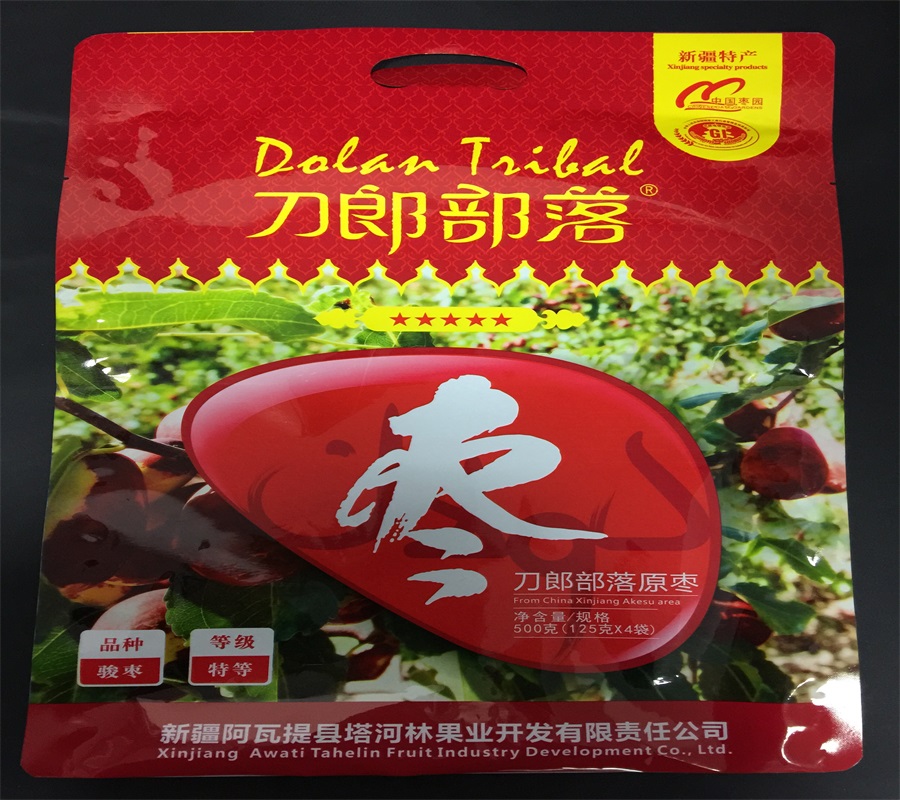 新疆特产
Xinjiang specialty products
中国枣园
GI
Dolan Tribal
刀郎部落®
枣
刀郎部落原枣
From China Xinjiang Akesu area
净含量/规格
500克(125克X4袋)
品种
骏枣
等级
特等
新疆阿瓦提县塔河林果业开发有限责任公司
Xinjiang Awati Tahelin Fruit Industry Development Co., Ltd.